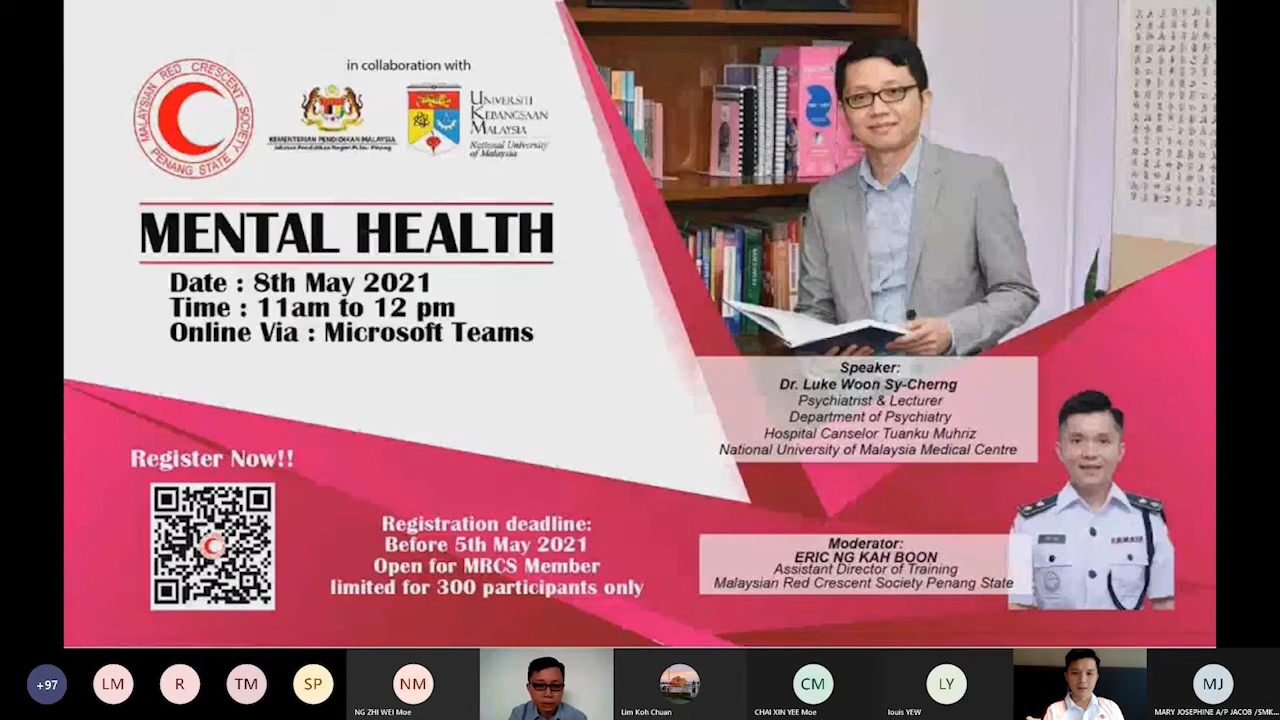 MALAYSIAN RED CRESCENT SOCIETY
PENANG STATE
in collaboration with
KEMENTERIAN PENDIDIKAN MALAYSIA
Jabatan Pendidikan Negeri Pulau Pinang
UNIVERSITI
KEBANGSAAN
MALAYSIA
National University
of Malaysia
MENTAL HEALTH
Date : 8th May 2021
Time : 11am to 12 pm
Online Via : Microsoft Teams
Speaker:
Dr. Luke Woon Sy-Cherng
Psychiatrist & Lecturer
Department of Psychiatry
Hospital Canselor Tuanku Muhriz
National University of Malaysia Medical Centre
Register Now!!
Registration deadline:
Before 5th May 2021
Open for MRCS Member
limited for 300 participants only
Moderator:
ERIC NG KAH BOON
Assistant Director of Training
Malaysian Red Crescent Society Penang State
+97
LM
R
TM
SP
NM
NG ZHI WEI Moe
Lim Koh Chuan
CM
CHAI XIN YEE Moe
LY
louis YEW
MJ
MARY JOSEPHINE A/P JACOB /SMK...